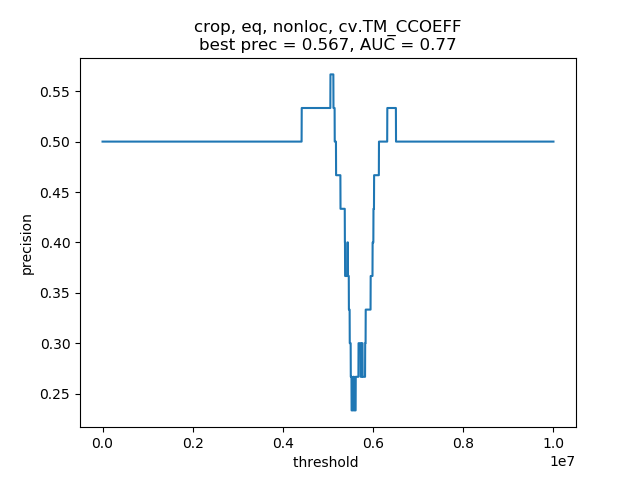 crop, eq, nonloc, cv.TM_CCOEFF
best prec = 0.567, AUC = 0.77
0.55
0.50
0.45
0.40
0.35
0.30
0.25
precision
0.0 0.2 0.4 0.6 0.8 1.0
1e7
threshold